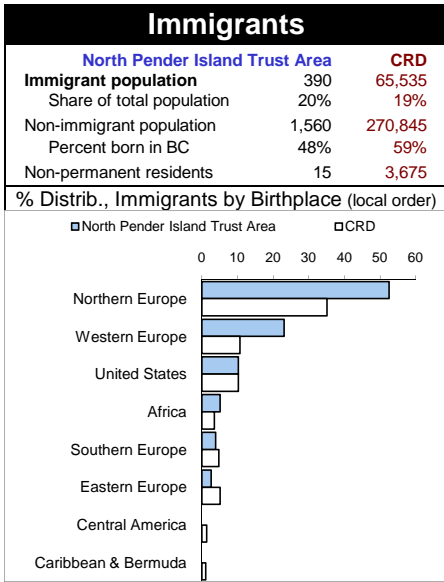 Immigrants
North Pender Island Trust Area CRD
Immigrant population 390 65,535
Share of total population 20% 19%
Non-immigrant population 1,560 270,845
Percent born in BC 48% 59%
Non-permanent residents 15 3,675
% Distrib., Immigrants by Birthplace (local order)
North Pender Island Trust Area CRD
0 10 20 30 40 50 60
Northern Europe
Western Europe
United States
Africa
Southern Europe
Eastern Europe
Central America
Caribbean & Bermuda